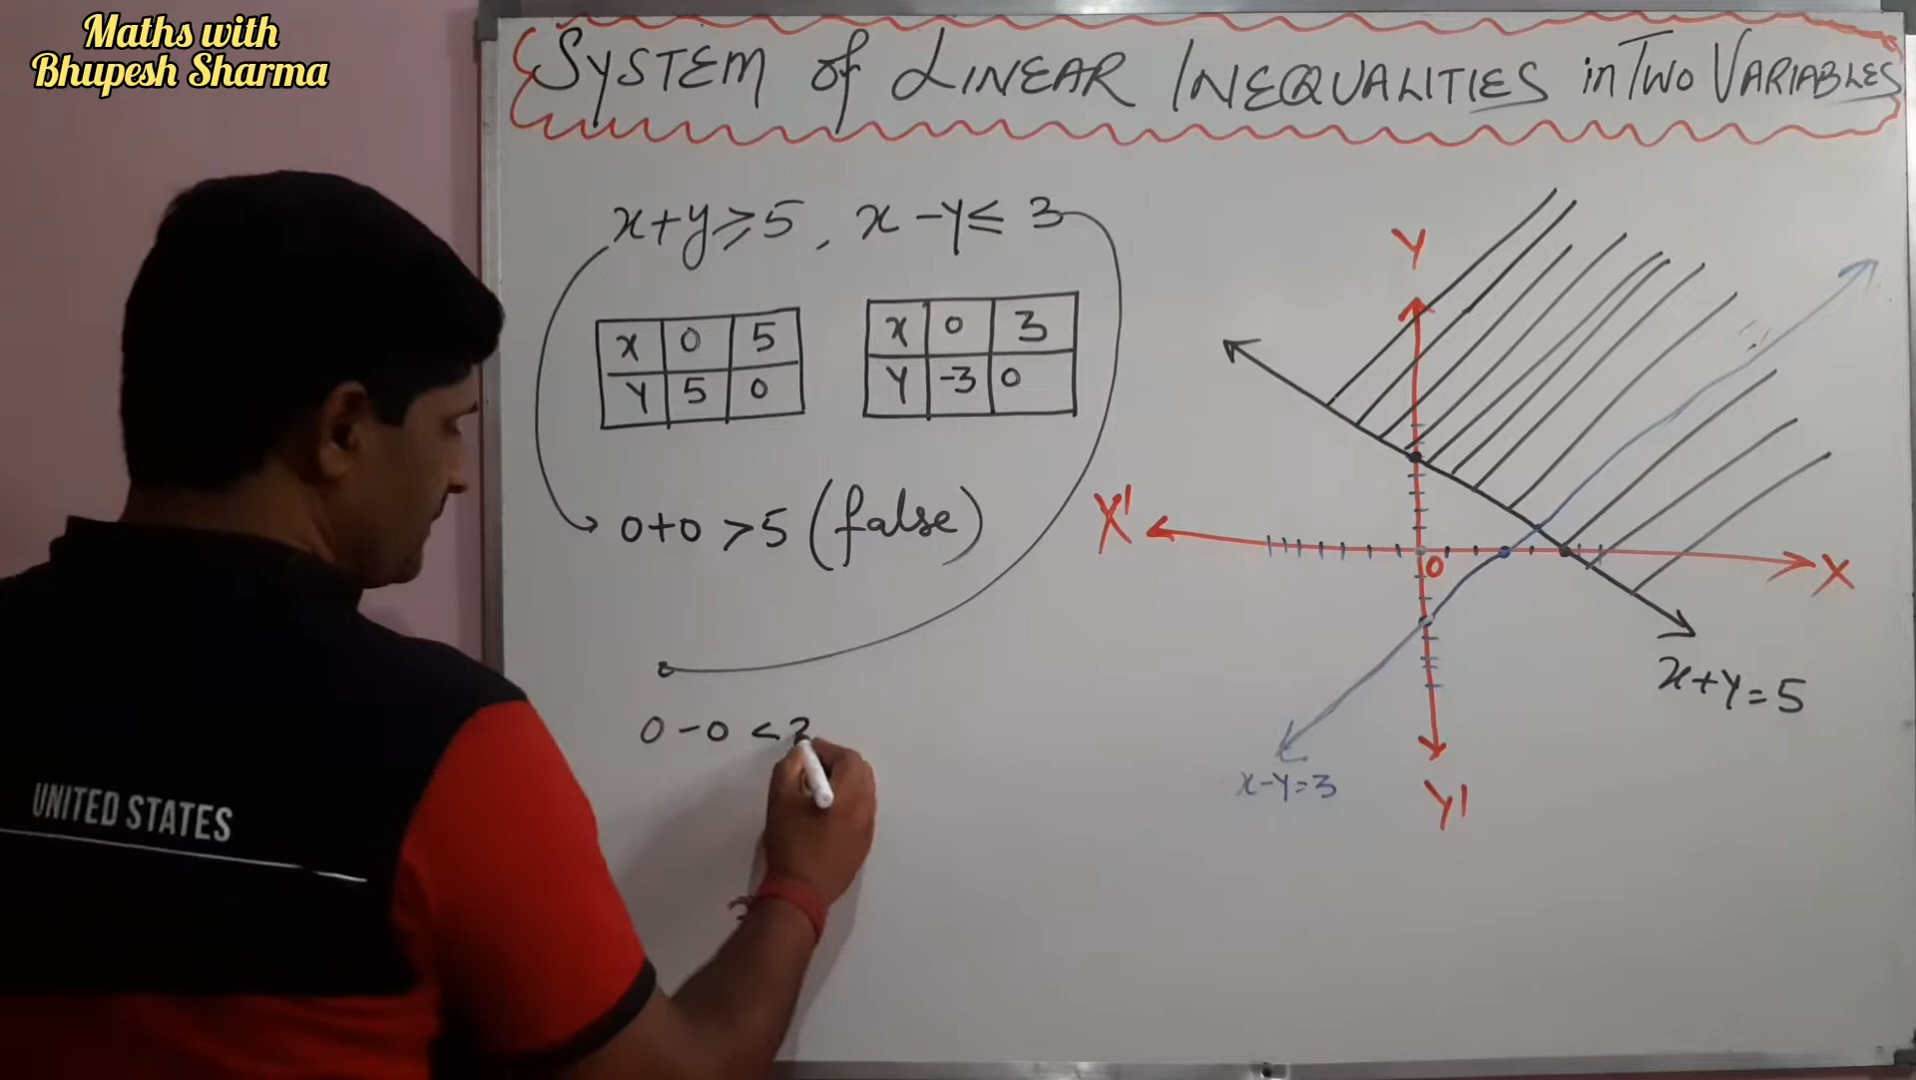 Maths with
Bhupesh Sharma
SYSTEM of LINEAR INEQUALITIES in TWO VARIABLES
x+y≥5, x-y≤3
X 0 5
Y 5 0
X 0 3
Y -3 0
0+0 >5 (false)
0-0 <3
Y
X'
0
X
x+y=5
x-y=3
Y'
UNITED STATES